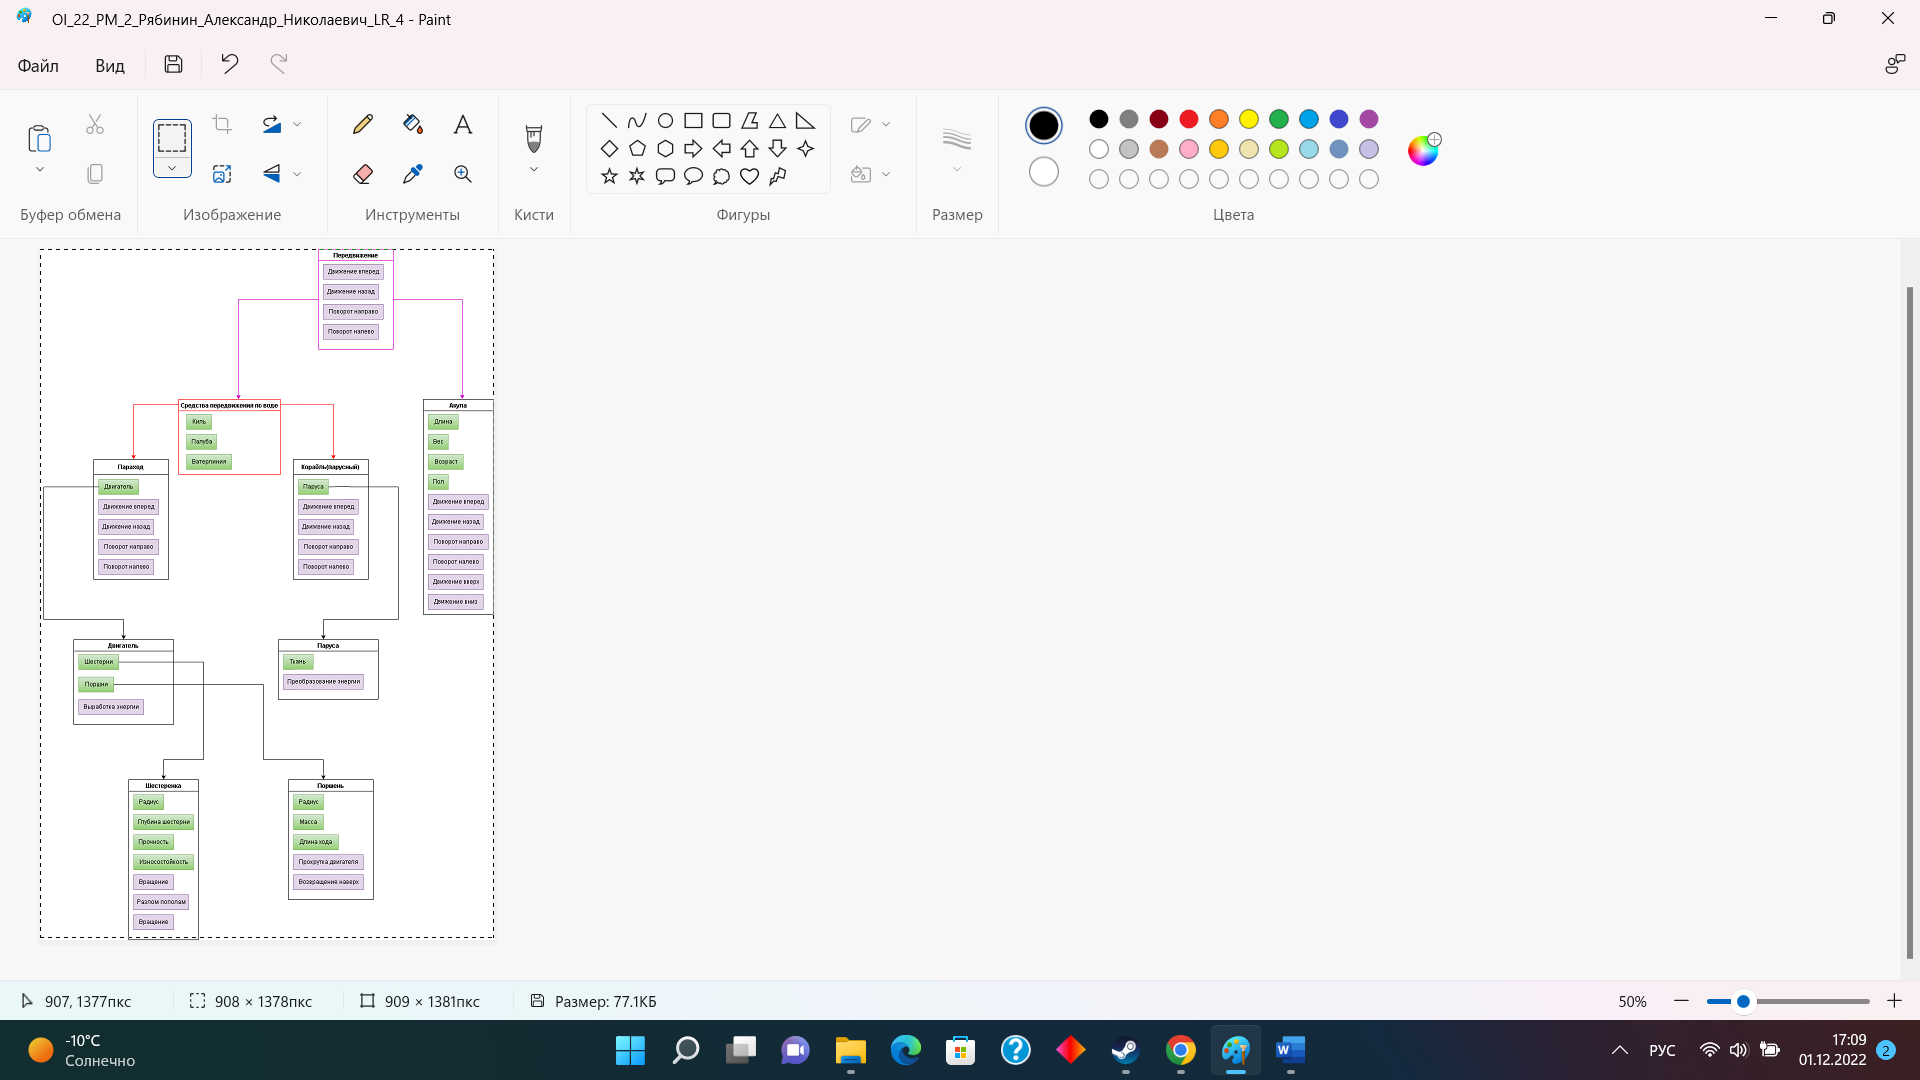 OI_22_PM_2_Рябинин_Александр_Николаевич_LR_4 - Paint
Файл
Вид
Буфер обмена
Изображение
Инструменты
Кисти
Фигуры
Размер
Цвета
Передвижение
Движение вперед
Движение назад
Поворот направо
Поворот налево
Средства передвижения по воде
Киль
Палуба
Ватерлиния
Акула
Длина
Вес
Возраст
Пол
Движение вперед
Движение назад
Поворот направо
Поворот налево
Движение вверх
Движение вниз
Параход
Двигатель
Движение вперед
Движение назад
Поворот направо
Поворот налево
Корайль(парусный)
Паруса
Движение вперед
Движение назад
Поворот направо
Поворот налево
Двигатель
Шестерни
Поршни
Выработка энергии
Паруса
Ткань
Преобразование энергии
Шестеренка
Радиус
Глубина шестерни
Прочность
Износостойкость
Вращение
Разлом пополам
Вращение
Поршень
Радиус
Масса
Длина хода
Прокрутка двигателя
Возвращение наверх
907, 1377пкс
908 × 1378пкс
909 × 1381пкс
Размер: 77.1КБ
50%
-10°C
Солнечно
РУС
17:09
01.12.2022
2